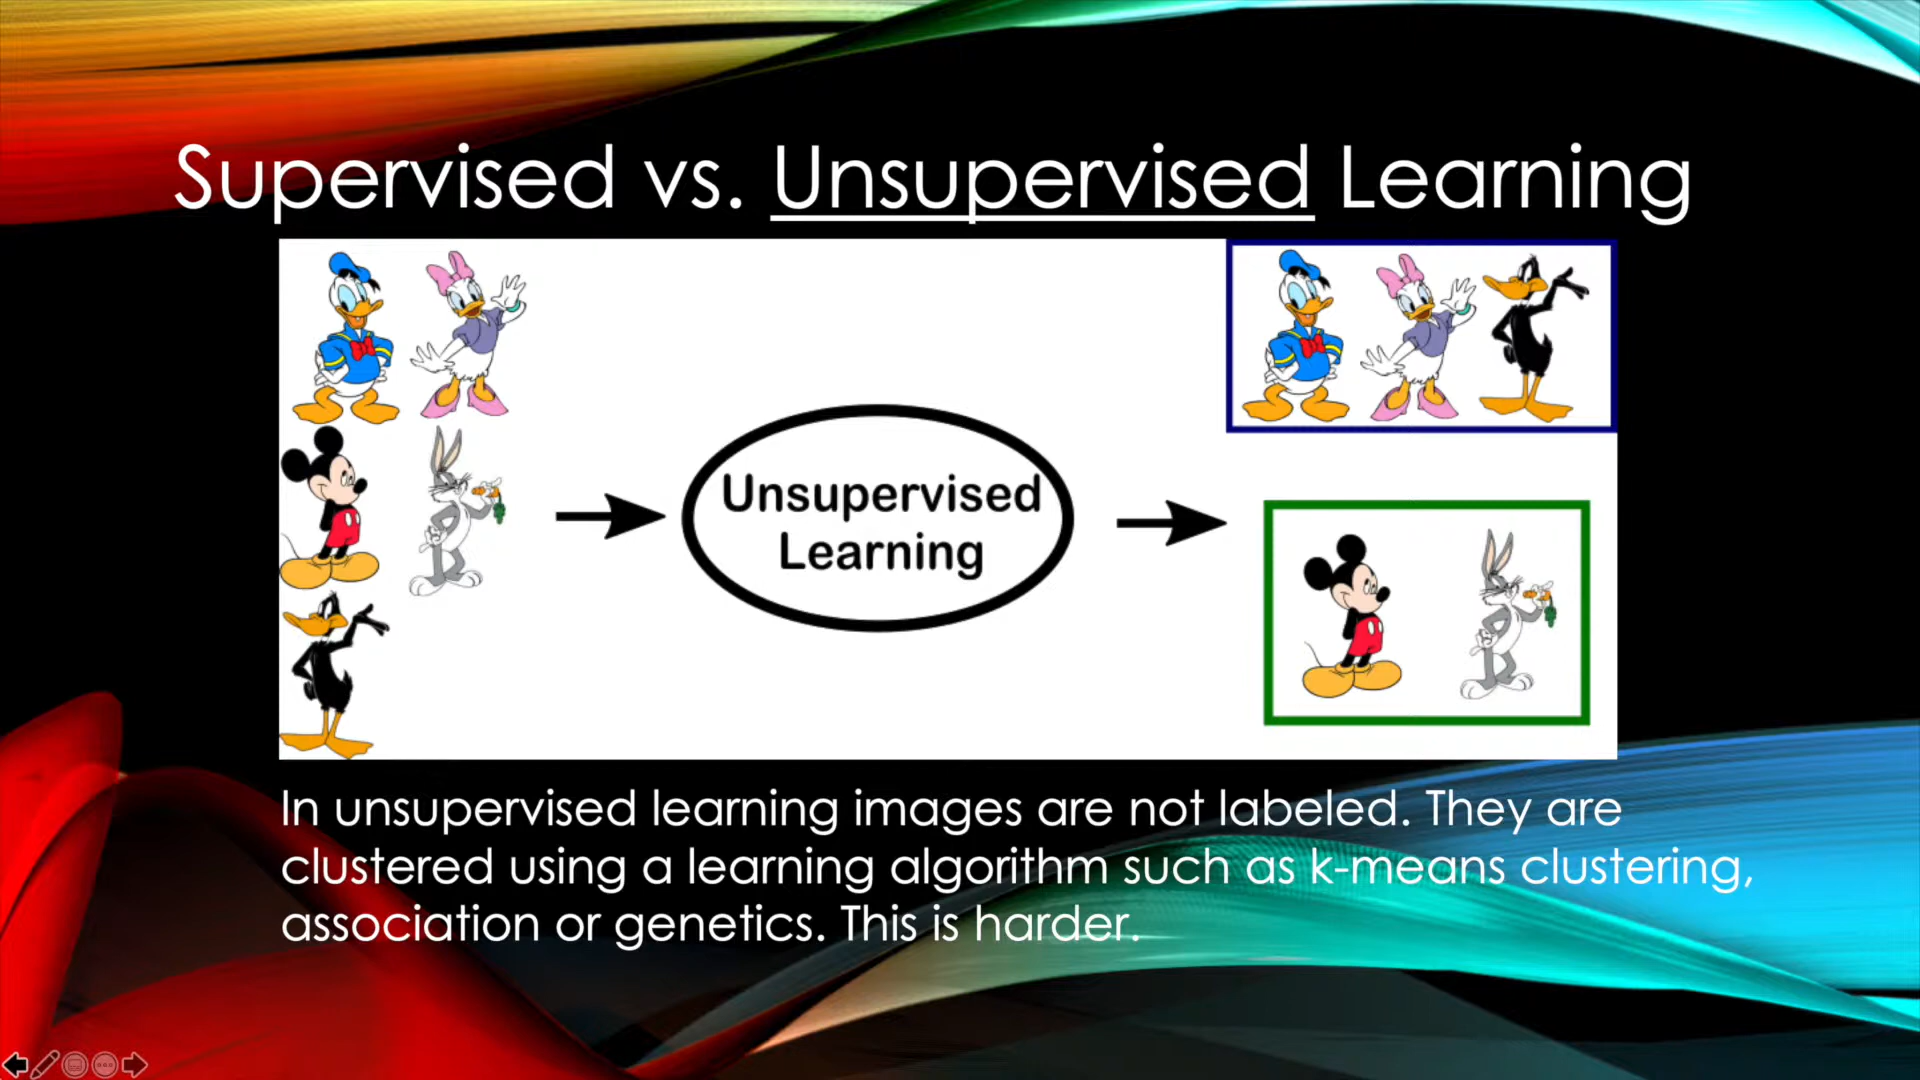 Supervised vs. Unsupervised Learning
Unsupervised
Learning
In unsupervised learning images are not labeled. They are
clustered using a learning algorithm such as k-means clustering,
association or genetics. This is harder.